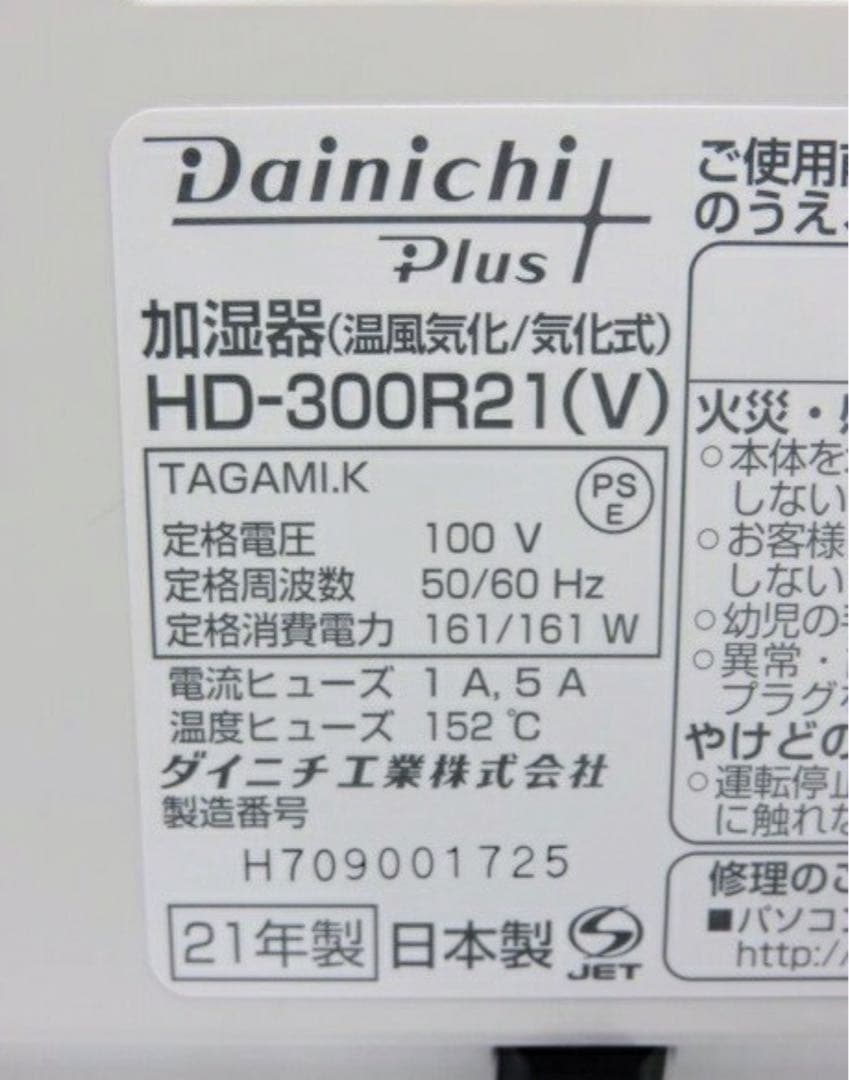 Dainichi
Plus
加湿器(温風気化/気化式)
HD-300R21(V)
TAGAMI.K
PS
E
定格電圧 100 V
定格周波数 50/60 Hz
定格消費電力 161/161 W
電流ヒューズ 1 A, 5 A
温度ヒューズ 152 ℃
ダイニチ工業株式会社
製造番号
H709001725
21年製 日本製
JET
ご使用前
のうえ、
火災・
○本体を
しない
○お客様
しない
○幼児の手
○異常・
プラグを
やけどの
○運転停止
に触れな
修理のご
■パソコン
http:/